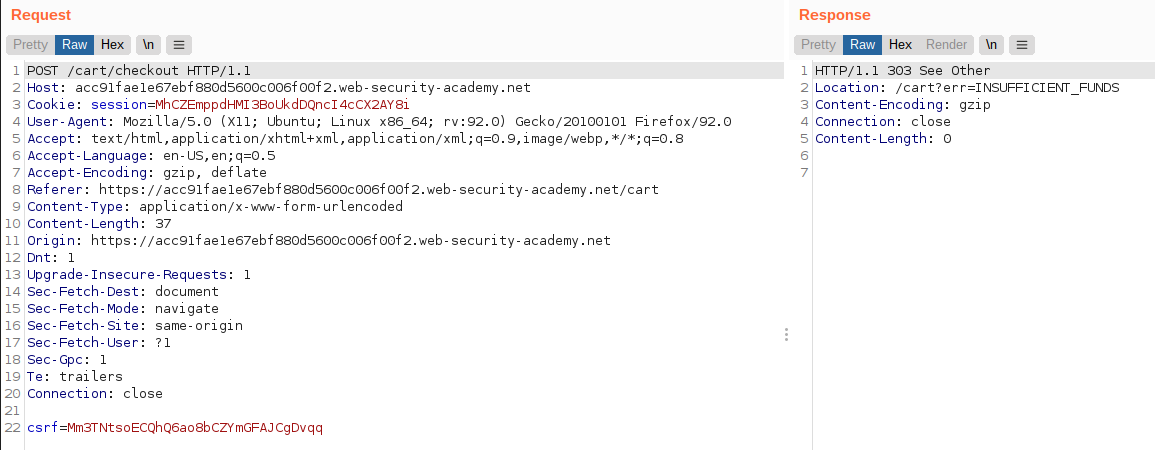 Request
Pretty Raw Hex \n ≡
1 POST /cart/checkout HTTP/1.1
2 Host: acc91fae1e67ebf880d5600c006f00f2.web-security-academy.net
3 Cookie: session=MhCZEmppdHMI3BoUkdDQncI4cCX2AY8i
4 User-Agent: Mozilla/5.0 (X11; Ubuntu; Linux x86_64; rv:92.0) Gecko/20100101 Firefox/92.0
5 Accept: text/html,application/xhtml+xml,application/xml;q=0.9,image/webp,*/*;q=0.8
6 Accept-Language: en-US,en;q=0.5
7 Accept-Encoding: gzip, deflate
8 Referer: https://acc91fae1e67ebf880d5600c006f00f2.web-security-academy.net/cart
9 Content-Type: application/x-www-form-urlencoded
10 Content-Length: 37
11 Origin: https://acc91fae1e67ebf880d5600c006f00f2.web-security-academy.net
12 Dnt: 1
13 Upgrade-Insecure-Requests: 1
14 Sec-Fetch-Dest: document
15 Sec-Fetch-Mode: navigate
16 Sec-Fetch-Site: same-origin
17 Sec-Fetch-User: ?1
18 Sec-Gpc: 1
19 Te: trailers
20 Connection: close
21
22 csrf=Mm3TNtsoECQhQ6ao8bCZYmGFAJCgDvqq
Response
Pretty Raw Hex Render \n ≡
1 HTTP/1.1 303 See Other
2 Location: /cart?err=INSUFFICIENT_FUNDS
3 Content-Encoding: gzip
4 Connection: close
5 Content-Length: 0
6
7